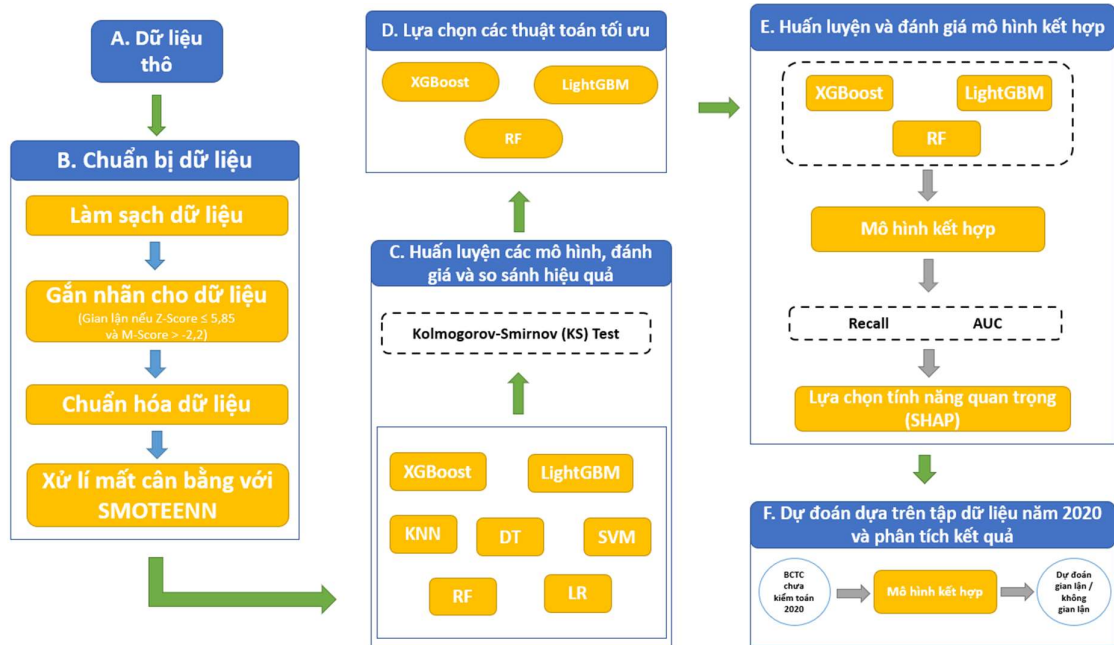 A. Dữ liệu
thô
B. Chuẩn bị dữ liệu
Làm sạch dữ liệu
Gắn nhãn cho dữ liệu
(Gian lận nếu Z-Score ≤ 5,85
và M-Score > -2,2)
Chuẩn hóa dữ liệu
Xử lí mất cân bằng với
SMOTEENN
C. Huấn luyện các mô hình, đánh
giá và so sánh hiệu quả
Kolmogorov-Smirnov (KS) Test
XGBoost
LightGBM
KNN
DT
SVM
RF
LR
D. Lựa chọn các thuật toán tối ưu
XGBoost
LightGBM
RF
E. Huấn luyện và đánh giá mô hình kết hợp
XGBoost
LightGBM
RF
Mô hình kết hợp
Recall
AUC
Lựa chọn tính năng quan trọng
(SHAP)
F. Dự đoán dựa trên tập dữ liệu năm 2020
và phân tích kết quả
BCTC
chưa
kiểm toán
2020
Mô hình kết hợp
Dự đoán
gian lận /
không
gian lận